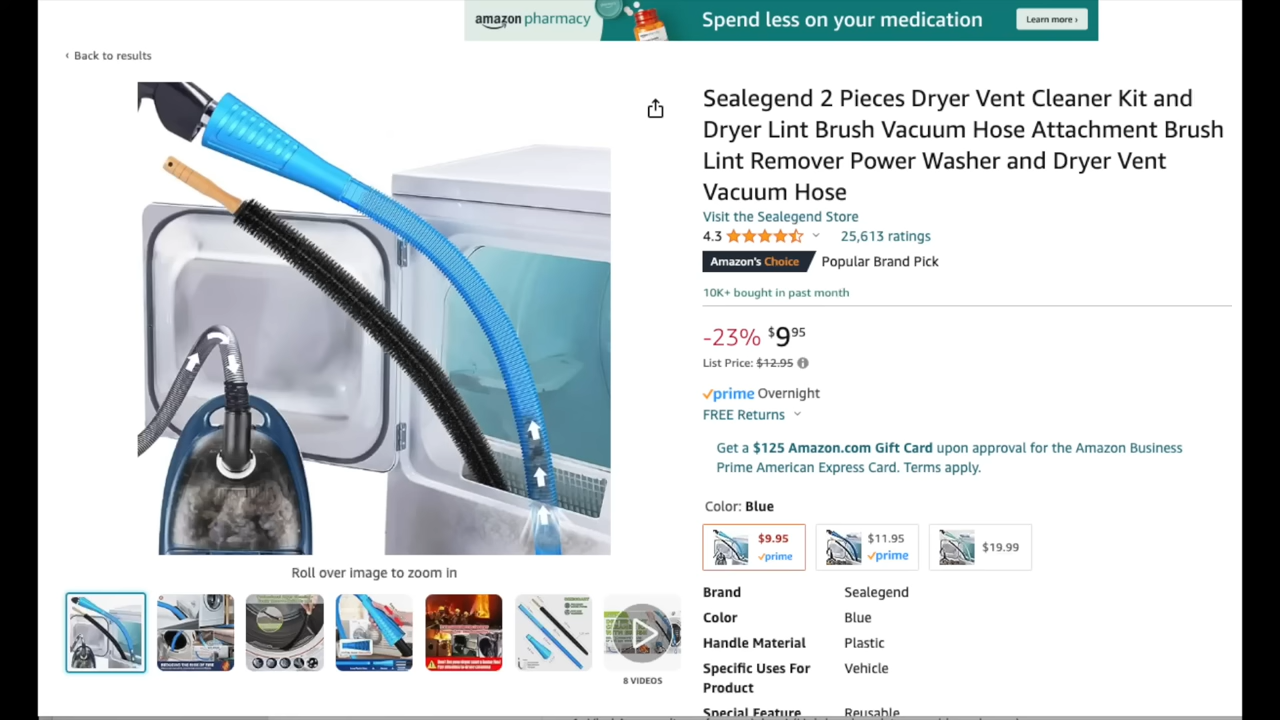 amazon pharmacy
Spend less on your medication
Learn more ›
‹ Back to results
Sealegend 2 Pieces Dryer Vent Cleaner Kit and
Dryer Lint Brush Vacuum Hose Attachment Brush
Lint Remover Power Washer and Dryer Vent
Vacuum Hose
Visit the Sealegend Store
4.3
25,613 ratings
Amazon's Choice
Popular Brand Pick
10K+ bought in past month
-23% $9.95
List Price: $12.95
prime Overnight
FREE Returns
Get a $125 Amazon.com Gift Card upon approval for the Amazon Business
Prime American Express Card. Terms apply.
Color: Blue
$9.95
prime
$11.95
prime
$19.99
Roll over image to zoom in
8 VIDEOS
Brand Sealegend
Color Blue
Handle Material Plastic
Specific Uses For Vehicle
Product
Special Feature Reusable